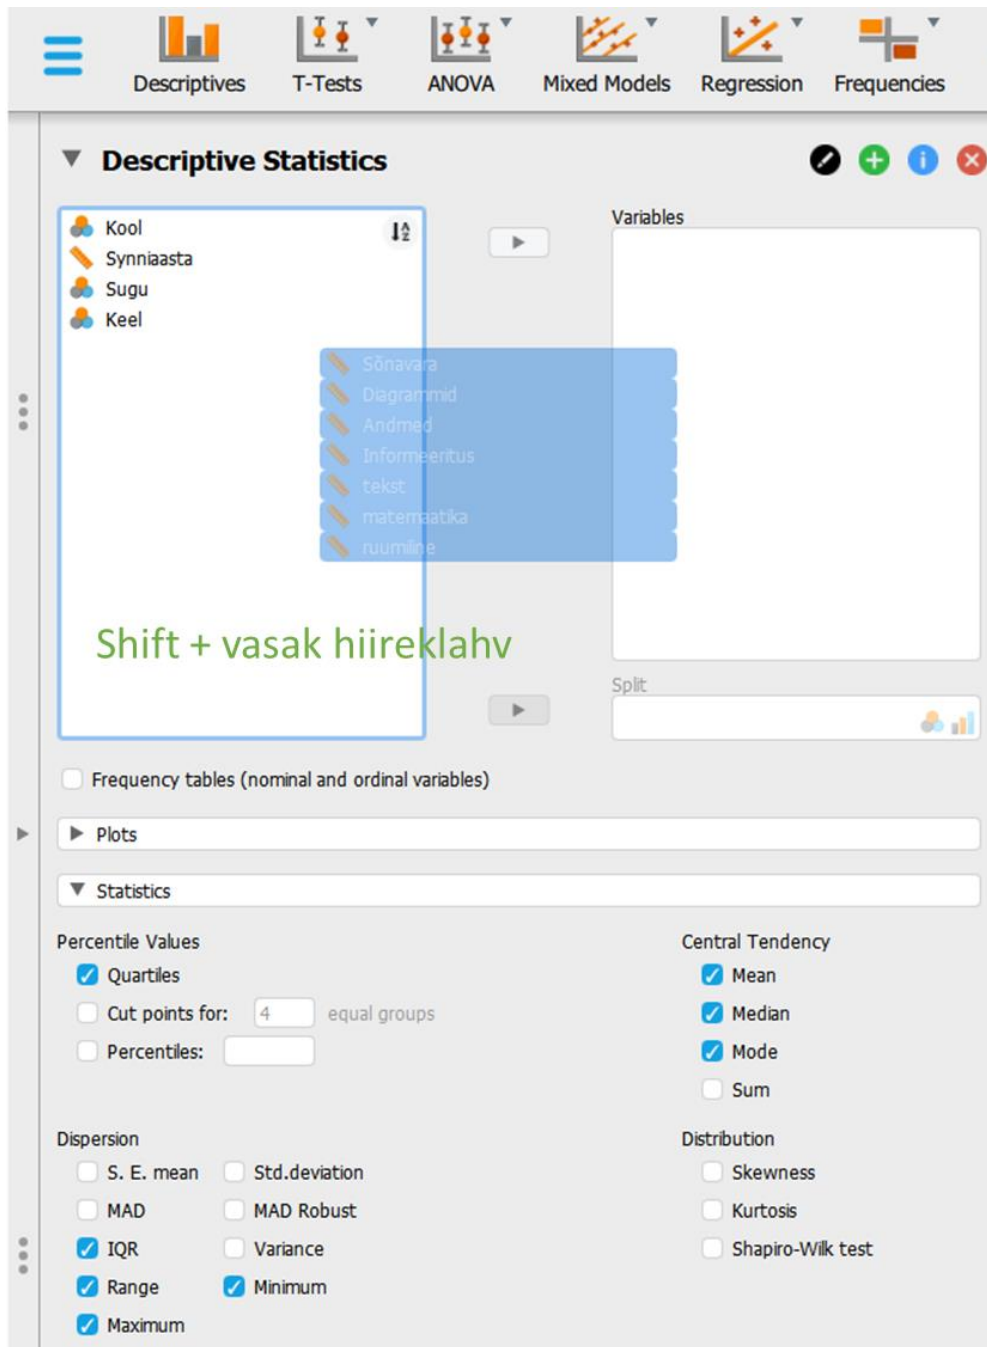 Descriptives T-Tests ANOVA Mixed Models Regression Frequencies
Descriptive Statistics
Kool
Synniaasta
Sugu
Keel
Variables
Sõnavara
Diagrammid
Andmed
Informeeritus
tekst
matemaatika
ruumiline
Shift + vasak hiireklahv
Split
Frequency tables (nominal and ordinal variables)
Plots
Statistics
Percentile Values
Quartiles
Cut points for: 4 equal groups
Percentiles:
Central Tendency
Mean
Median
Mode
Sum
Dispersion
S. E. mean Std.deviation
MAD MAD Robust
IQR Variance
Range Minimum
Maximum
Distribution
Skewness
Kurtosis
Shapiro-Wilk test